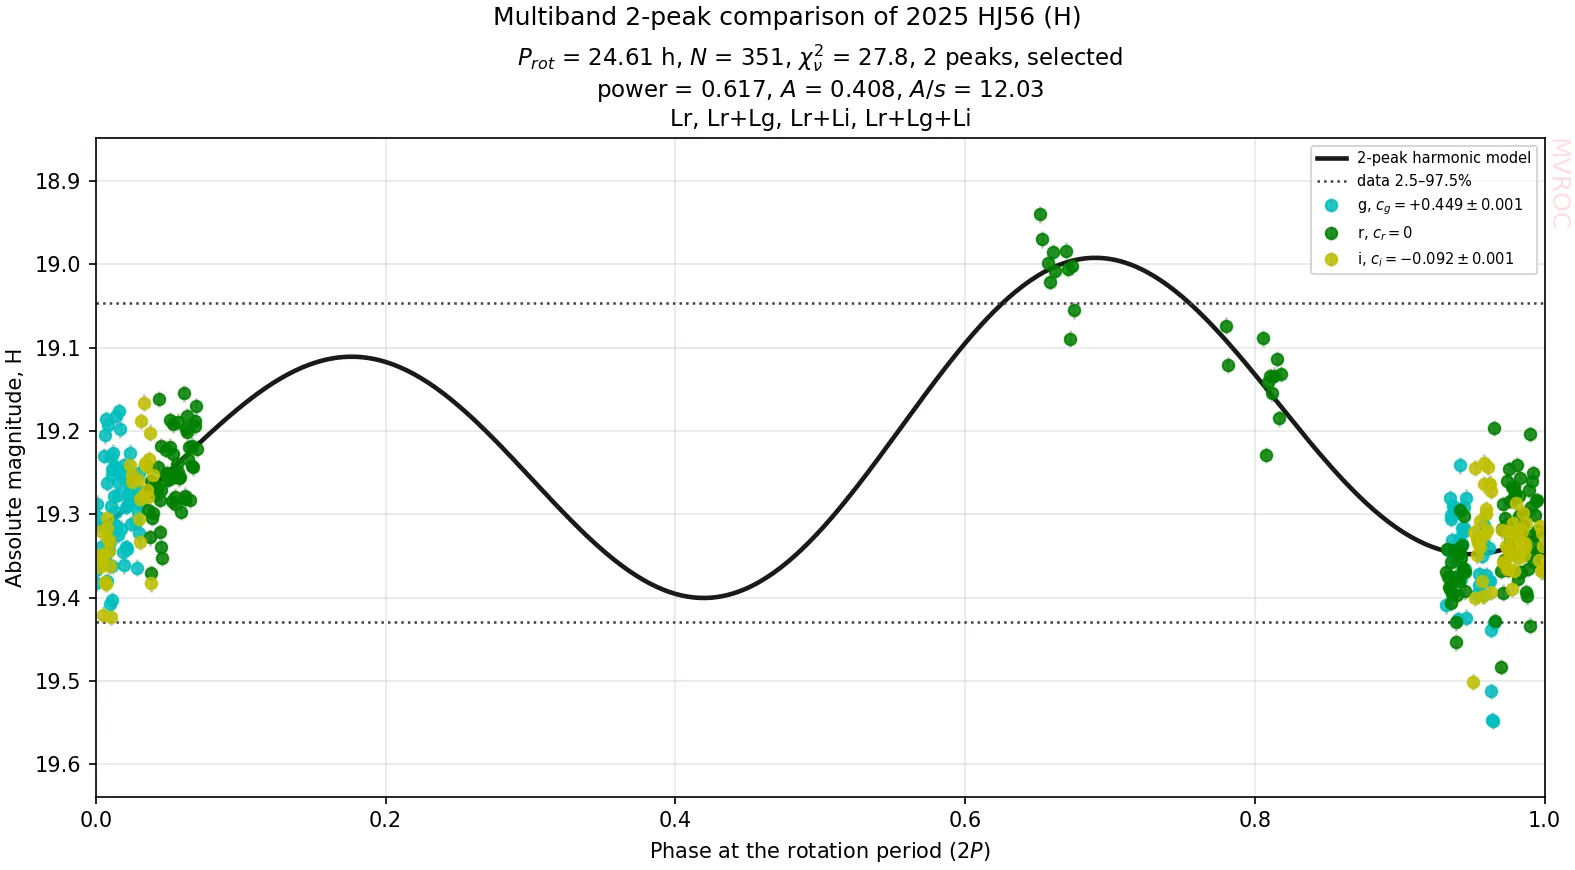 Multiband 2-peak comparison of 2025 HJ56 (H)
P_rot = 24.61 h, N = 351, χ²_ν = 27.8, 2 peaks, selected
power = 0.617, A = 0.408, A/s = 12.03
Lr, Lr+Lg, Lr+Li, Lr+Lg+Li
2-peak harmonic model
data 2.5–97.5%
g, c_g = +0.449 ± 0.001
r, c_r = 0
i, c_i = −0.092 ± 0.001
MVROC
Absolute magnitude, H
18.9
19.0
19.1
19.2
19.3
19.4
19.5
19.6
0.0 0.2 0.4 0.6 0.8 1.0
Phase at the rotation period (2P)